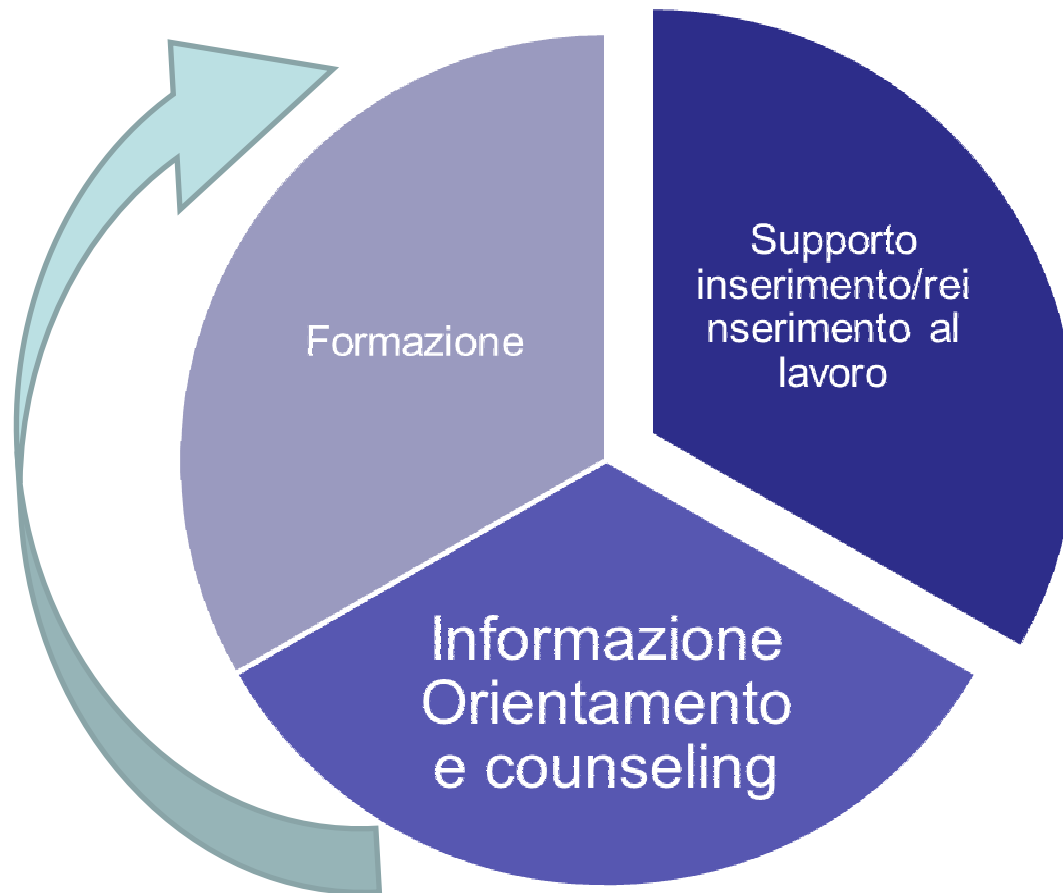 Supporto
inserimento/rei
nserimento al
lavoro
Formazione
Informazione
Orientamento
e counseling